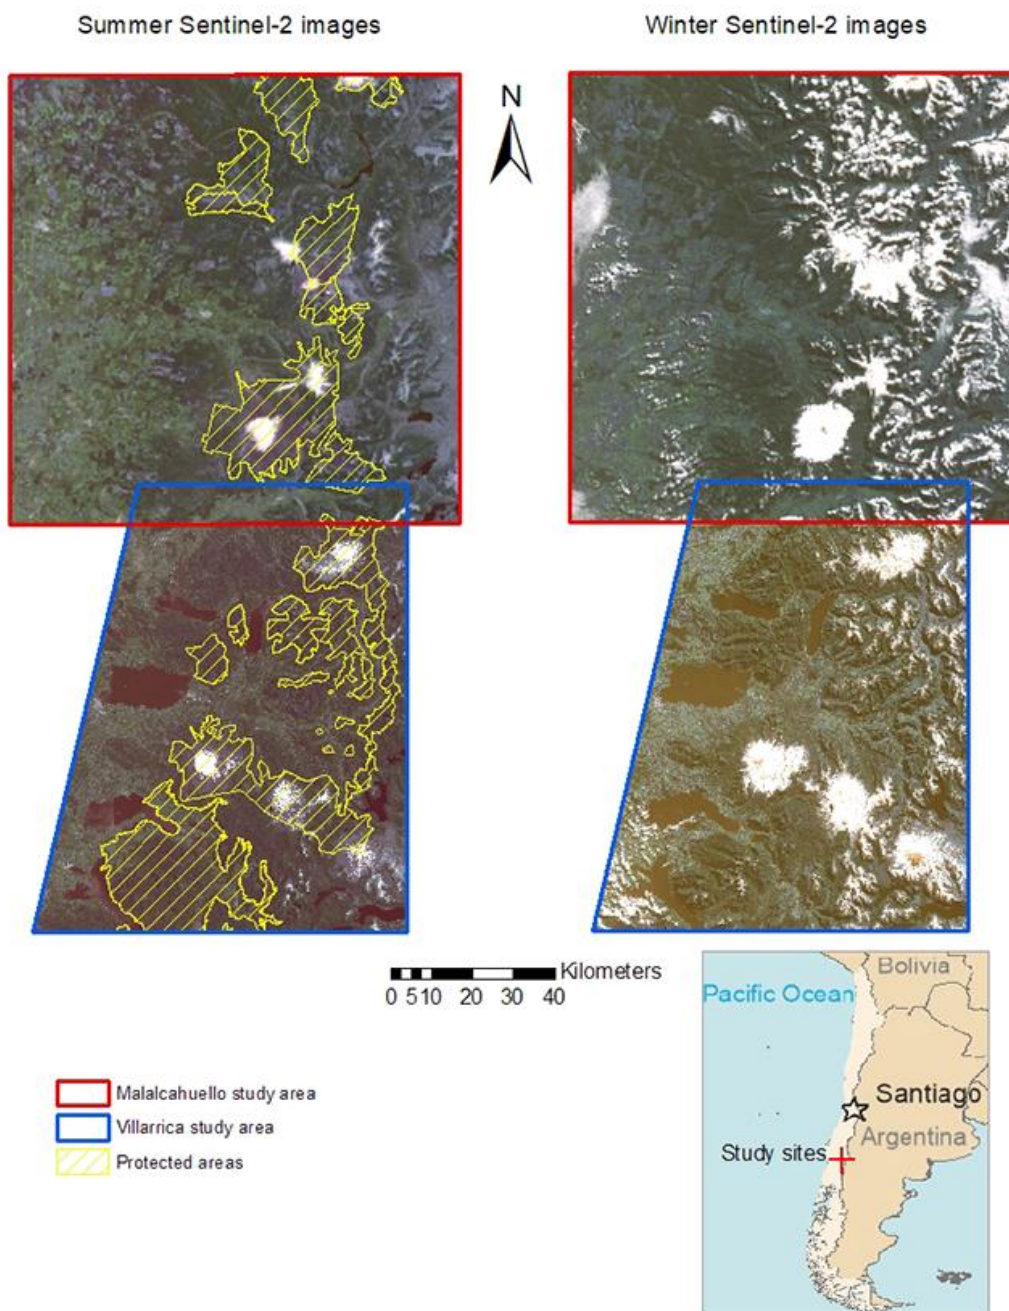 Summer Sentinel-2 images
Winter Sentinel-2 images
N
Kilometers
0 5 10 20 30 40
Bolivia
Pacific Ocean
Santiago
Argentina
Study sites
Malalcahuello study area
Villarrica study area
Protected areas